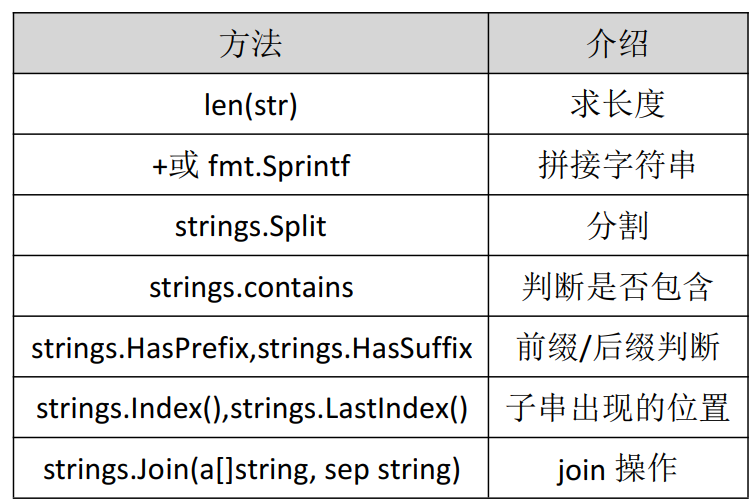 方法 介绍
len(str) 求长度
+或 fmt.Sprintf 拼接字符串
strings.Split 分割
strings.contains 判断是否包含
strings.HasPrefix,strings.HasSuffix 前缀/后缀判断
strings.Index(),strings.LastIndex() 子串出现的位置
strings.Join(a[]string, sep string) join 操作